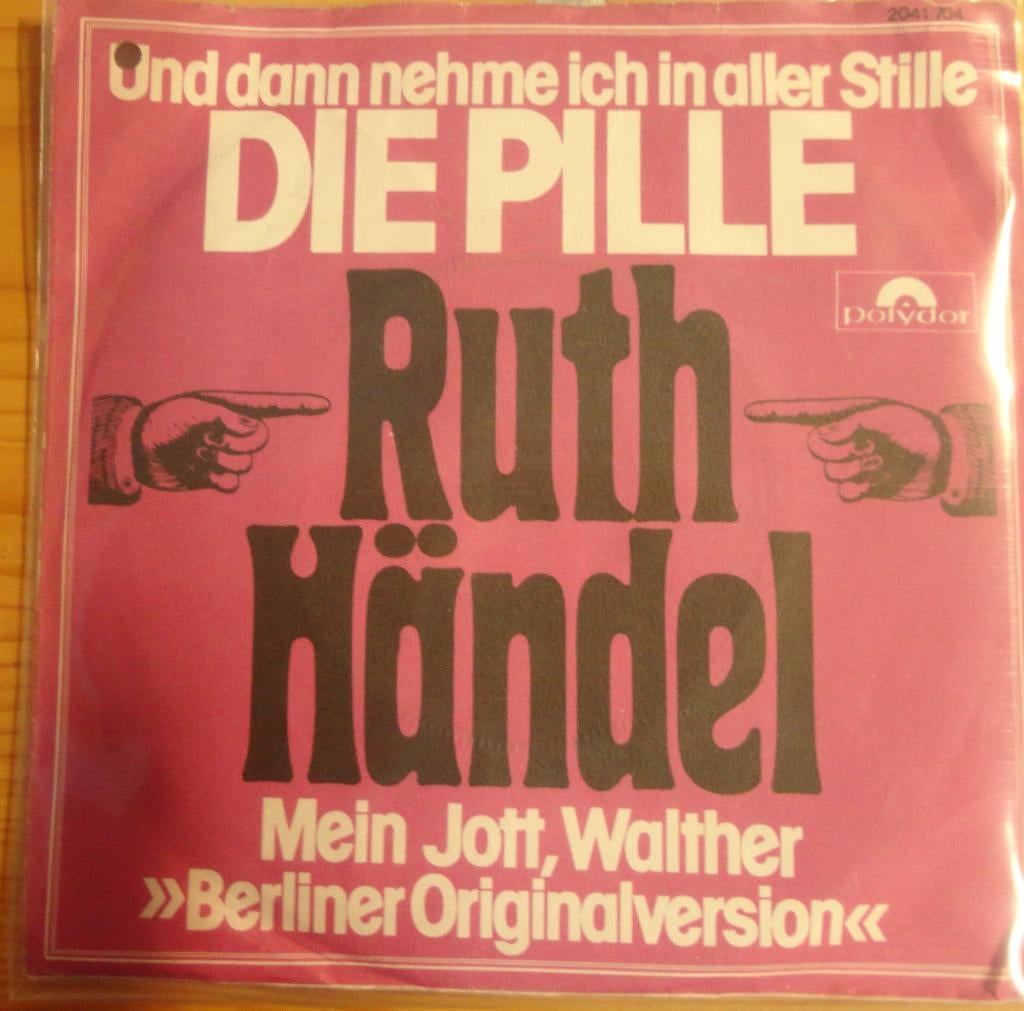 2041 704
Und dann nehme ich in aller Stille
DIE PILLE
polydor
Ruth
Händel
Mein Jott, Walther
»Berliner Originalversion«